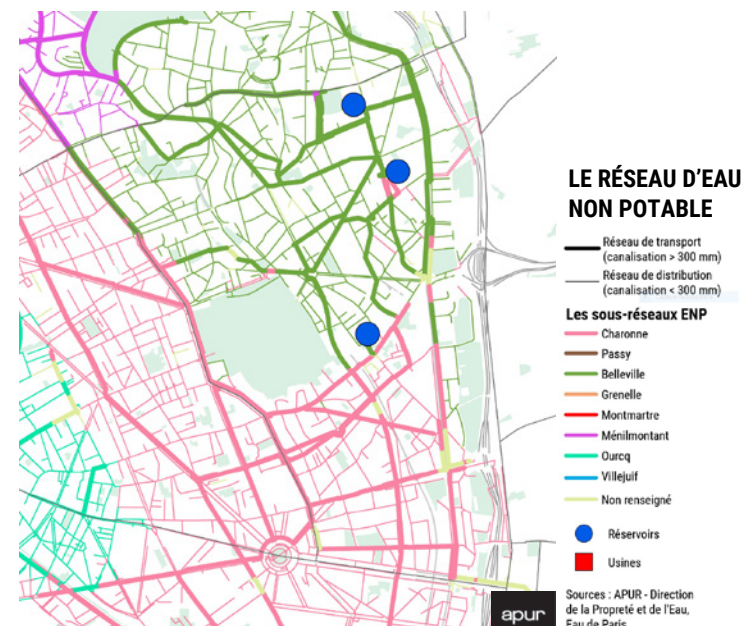 LE RÉSEAU D'EAU
NON POTABLE
Réseau de transport
(canalisation > 300 mm)
Réseau de distribution
(canalisation < 300 mm)
Les sous-réseaux ENP
Charonne
Passy
Belleville
Grenelle
Montmartre
Ménilmontant
Ourcq
Villejuif
Non renseigné
Réservoirs
Usines
Sources : APUR - Direction
de la Propreté et de l'Eau,
Eau de Paris
apur